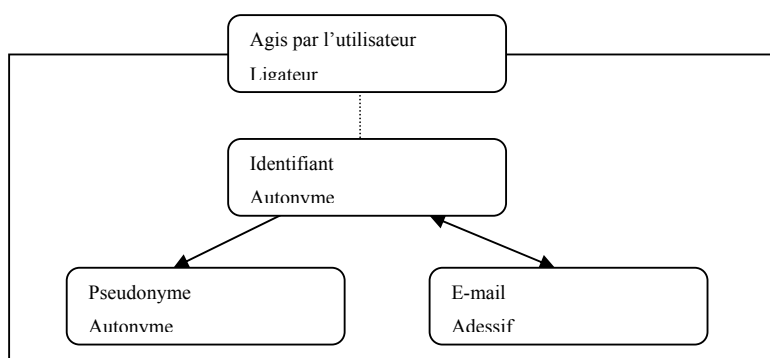 Agis par l’utilisateur
Ligateur
Identifiant
Autonyme
Pseudonyme
Autonyme
E-mail
Adessif